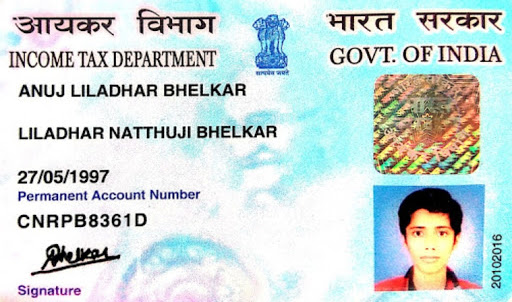 आयकर विभाग
भारत सरकार
INCOME TAX DEPARTMENT
GOVT. OF INDIA
सत्यमेव जयते
ANUJ LILADHAR BHELKAR
LILADHAR NATTHUJI BHELKAR
27/05/1997
Permanent Account Number
CNRPB8361D
Bhelkar
Signature
20102016